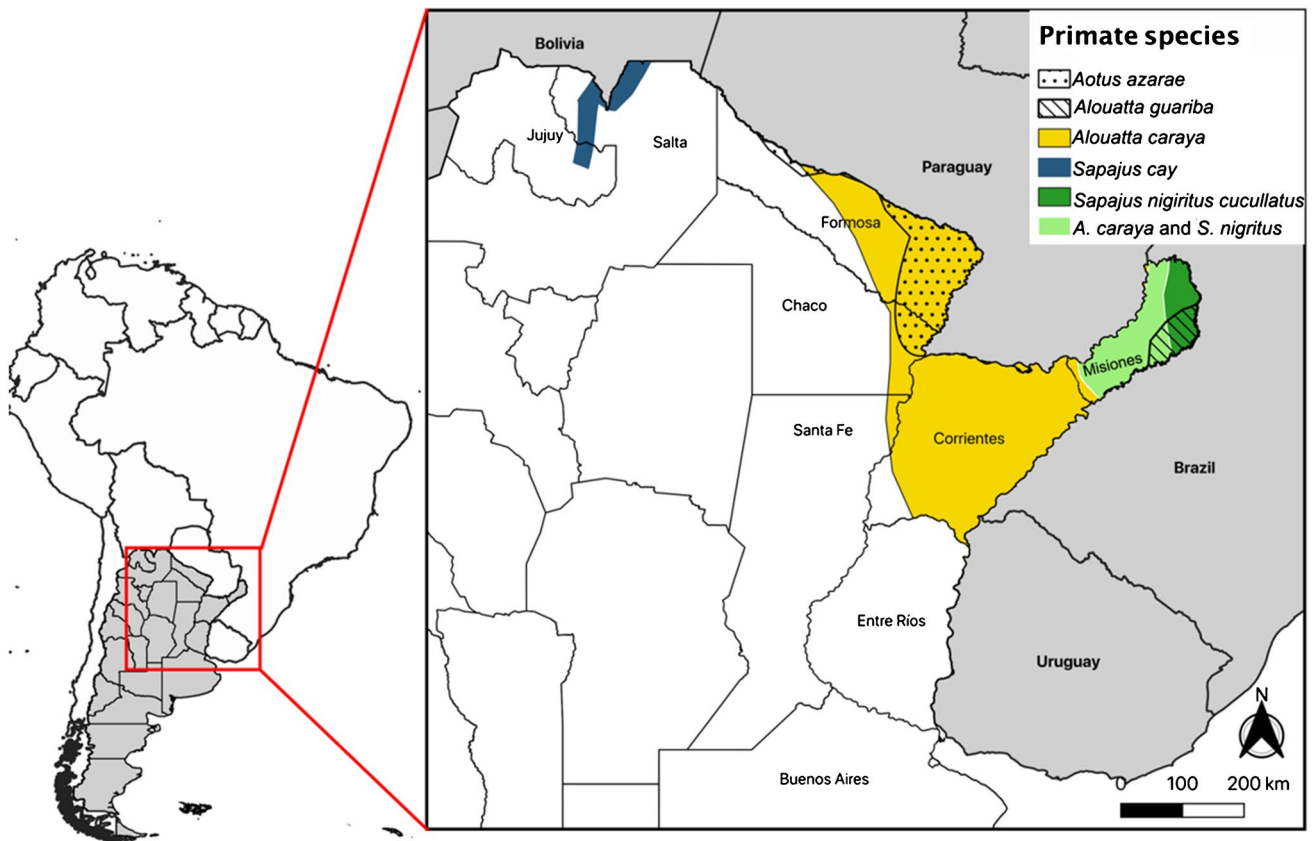 Primate species
Aotus azarae
Alouatta guariba
Alouatta caraya
Sapajus cay
Sapajus nigiritus cucullatus
A. caraya and S. nigritus
Bolivia
Jujuy
Salta
Paraguay
Formosa
Chaco
Misiones
Santa Fe
Corrientes
Brazil
Entre Ríos
Uruguay
Buenos Aires
N
0 100 200 km